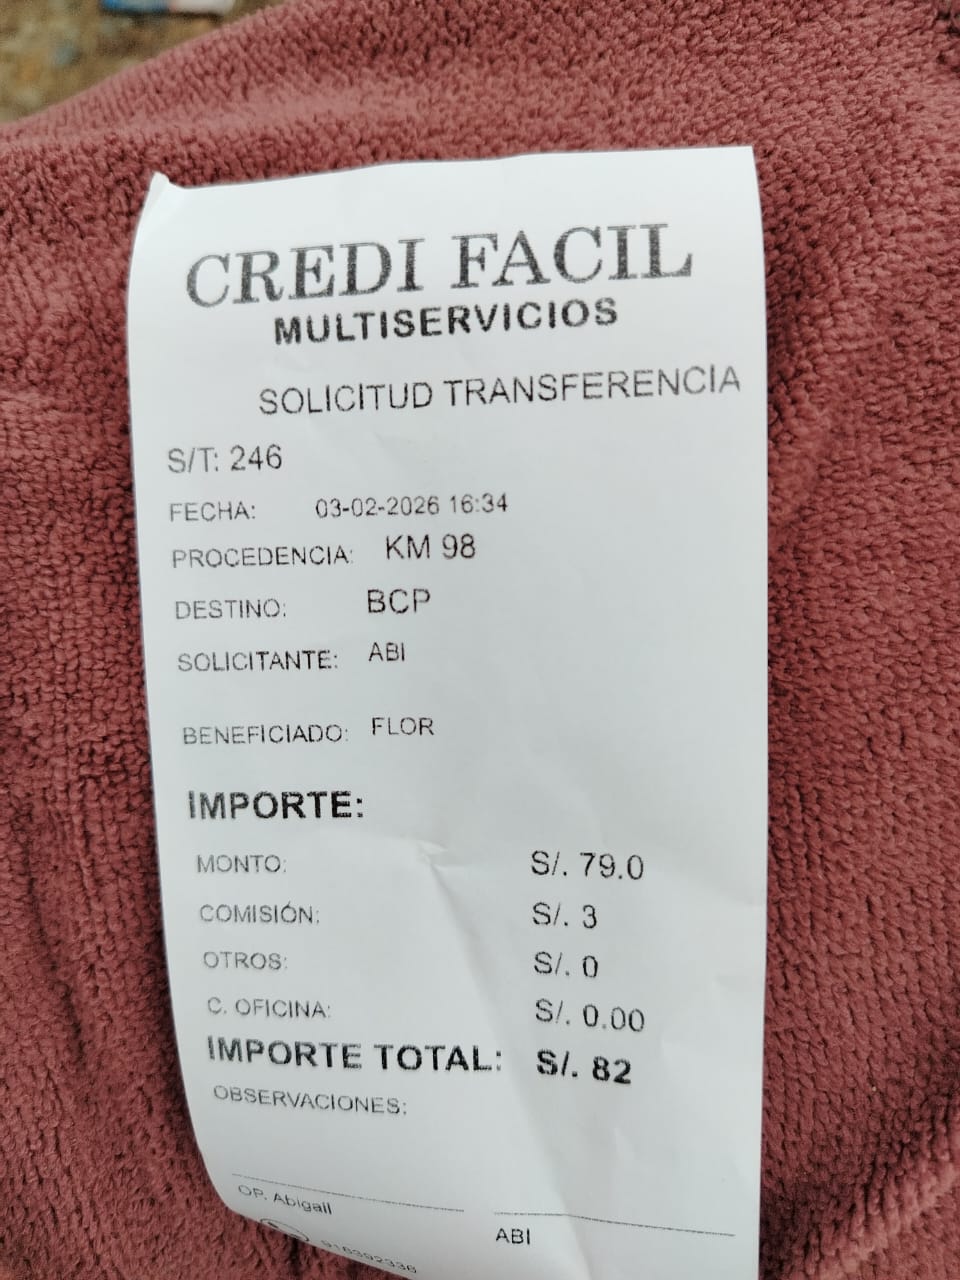 CREDI FACIL
MULTISERVICIOS
SOLICITUD TRANSFERENCIA
S/T: 246
FECHA: 03-02-2026 16:34
PROCEDENCIA: KM 98
DESTINO: BCP
SOLICITANTE: ABI
BENEFICIADO: FLOR
IMPORTE:
MONTO: S/. 79.0
COMISIÓN: S/. 3
OTROS: S/. 0
C. OFICINA: S/. 0.00
IMPORTE TOTAL: S/. 82
OBSERVACIONES:
OP. Abigail
ABI